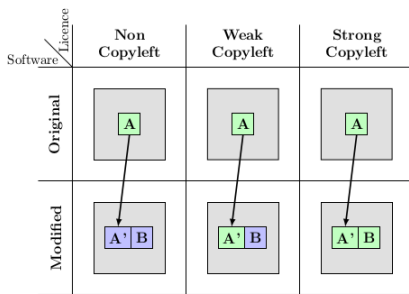 Licence
Software
Non
Copyleft
Weak
Copyleft
Strong
Copyleft
Original
A
A
A
Modified
A' B
A' B
A' B